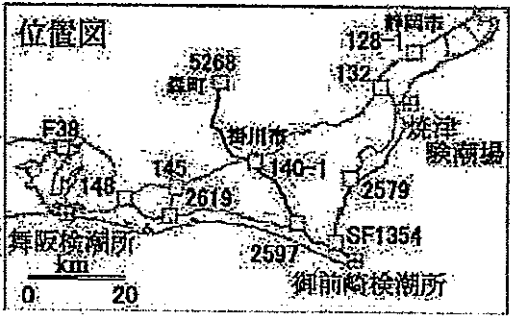 位置図
静岡市
128-1
5268
132
森町
焼津
験潮場
掛川市
F38
145
140-1
148
2619
2579
SF1354
舞阪検潮所
2597
御前崎検潮所
km
0 20